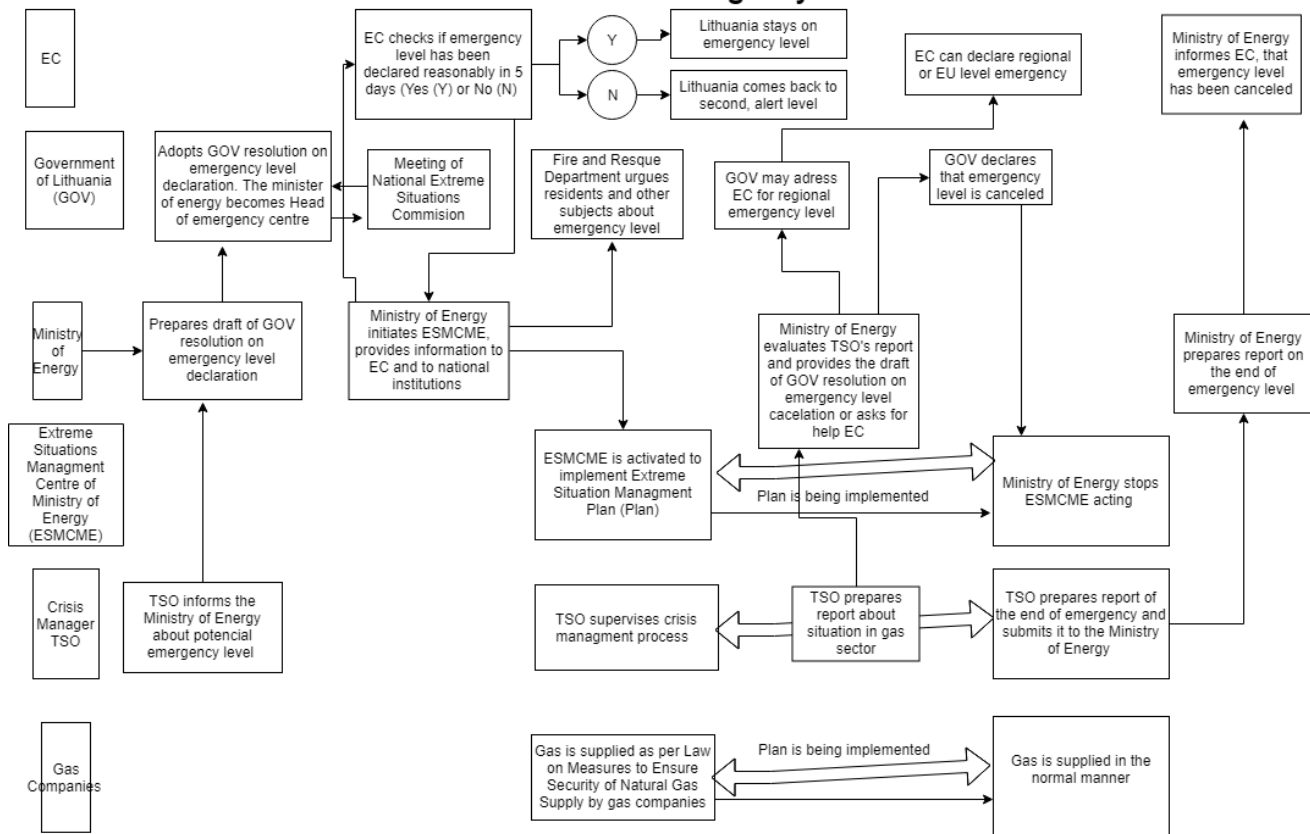 EC
EC checks if emergency
level has been
declared reasonably in 5
days (Yes (Y) or No (N)
Y
N
Lithuania stays on
emergency level
Lithuania comes back to
second, alert level
EC can declare regional
or EU level emergency
Ministry of Energy
informes EC, that
emergency level
has been canceled
Government
of Lithuania
(GOV)
Adopts GOV resolution on
emergency level
declaration. The minister
of energy becomes Head
of emergency centre
Meeting of
National Extreme
Situations
Commision
Fire and Resque
Department urgues
residents and other
subjects about
emergency level
GOV may adress
EC for regional
emergency level
GOV declares
that emergency
level is canceled
Ministry
of
Energy
Prepares draft of GOV
resolution on
emergency level
declaration
Ministry of Energy
initiates ESMCME,
provides information to
EC and to national
institutions
Ministry of Energy
evaluates TSO's report
and provides the draft
of GOV resolution on
emergency level
cacelation or asks for
help EC
Ministry of Energy
prepares report on
the end of
emergency level
Extreme
Situations
Managment
Centre of
Ministry of
Energy
(ESMCME)
ESMCME is activated to
implement Extreme
Situation Managment
Plan (Plan)
Plan is being implemented
Ministry of Energy stops
ESMCME acting
Crisis
Manager
TSO
TSO informs the
Ministry of Energy
about potencial
emergency level
TSO supervises crisis
managment process
TSO prepares
report about
situation in gas
sector
TSO prepares report of
the end of emergency and
submits it to the Ministry
of Energy
Gas
Companies
Gas is supplied as per Law
on Measures to Ensure
Security of Natural Gas
Supply by gas companies
Plan is being implemented
Gas is supplied in the
normal manner